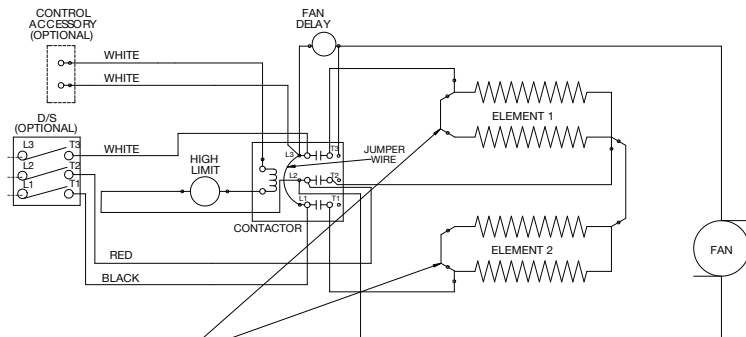 CONTROL
ACCESSORY
(OPTIONAL)
FAN
DELAY
WHITE
WHITE
ELEMENT 1
D/S
(OPTIONAL)
L3 T3
L2 T2
L1 T1
WHITE
HIGH
LIMIT
L3 T3
L2 T2
L1 T1
JUMPER
WIRE
CONTACTOR
RED
BLACK
ELEMENT 2
FAN